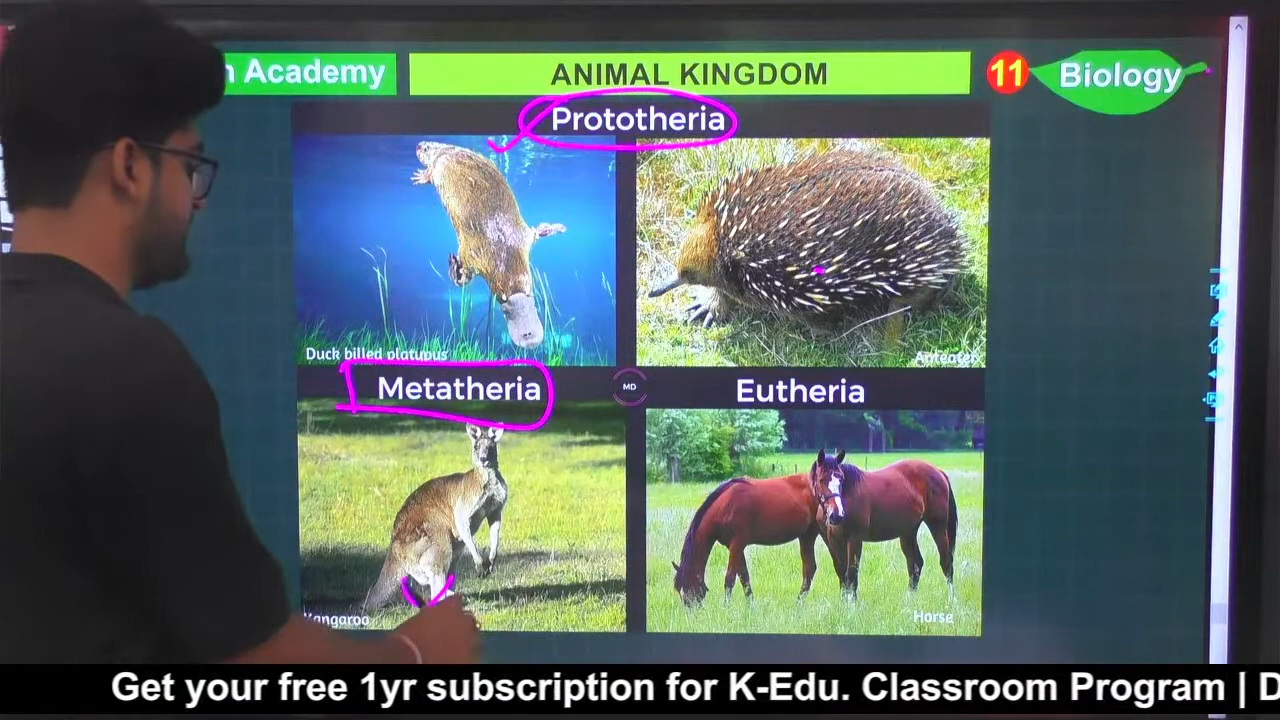 Academy
ANIMAL KINGDOM
11
Biology
Prototheria
Duck billed platypus
Anteater
Metatheria
MD
Eutheria
Kangaroo
Horse
Get your free 1yr subscription for K-Edu. Classroom Program |